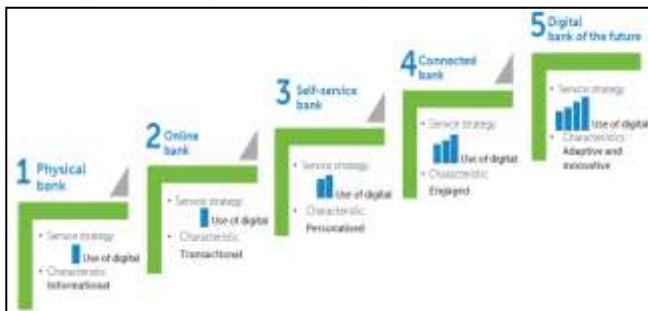 1 Physical
bank
• Service strategy:
Use of digital
• Characteristic:
Informational
2 Online
bank
• Service strategy:
Use of digital
• Characteristic:
Transactional
3 Self-service
bank
• Service strategy:
Use of digital
• Characteristic:
Personalised
4 Connected
bank
• Service strategy:
Use of digital
• Characteristic:
Engaged
5 Digital
bank of the future
• Service strategy:
Use of digital
• Characteristics:
Adaptive and
innovative